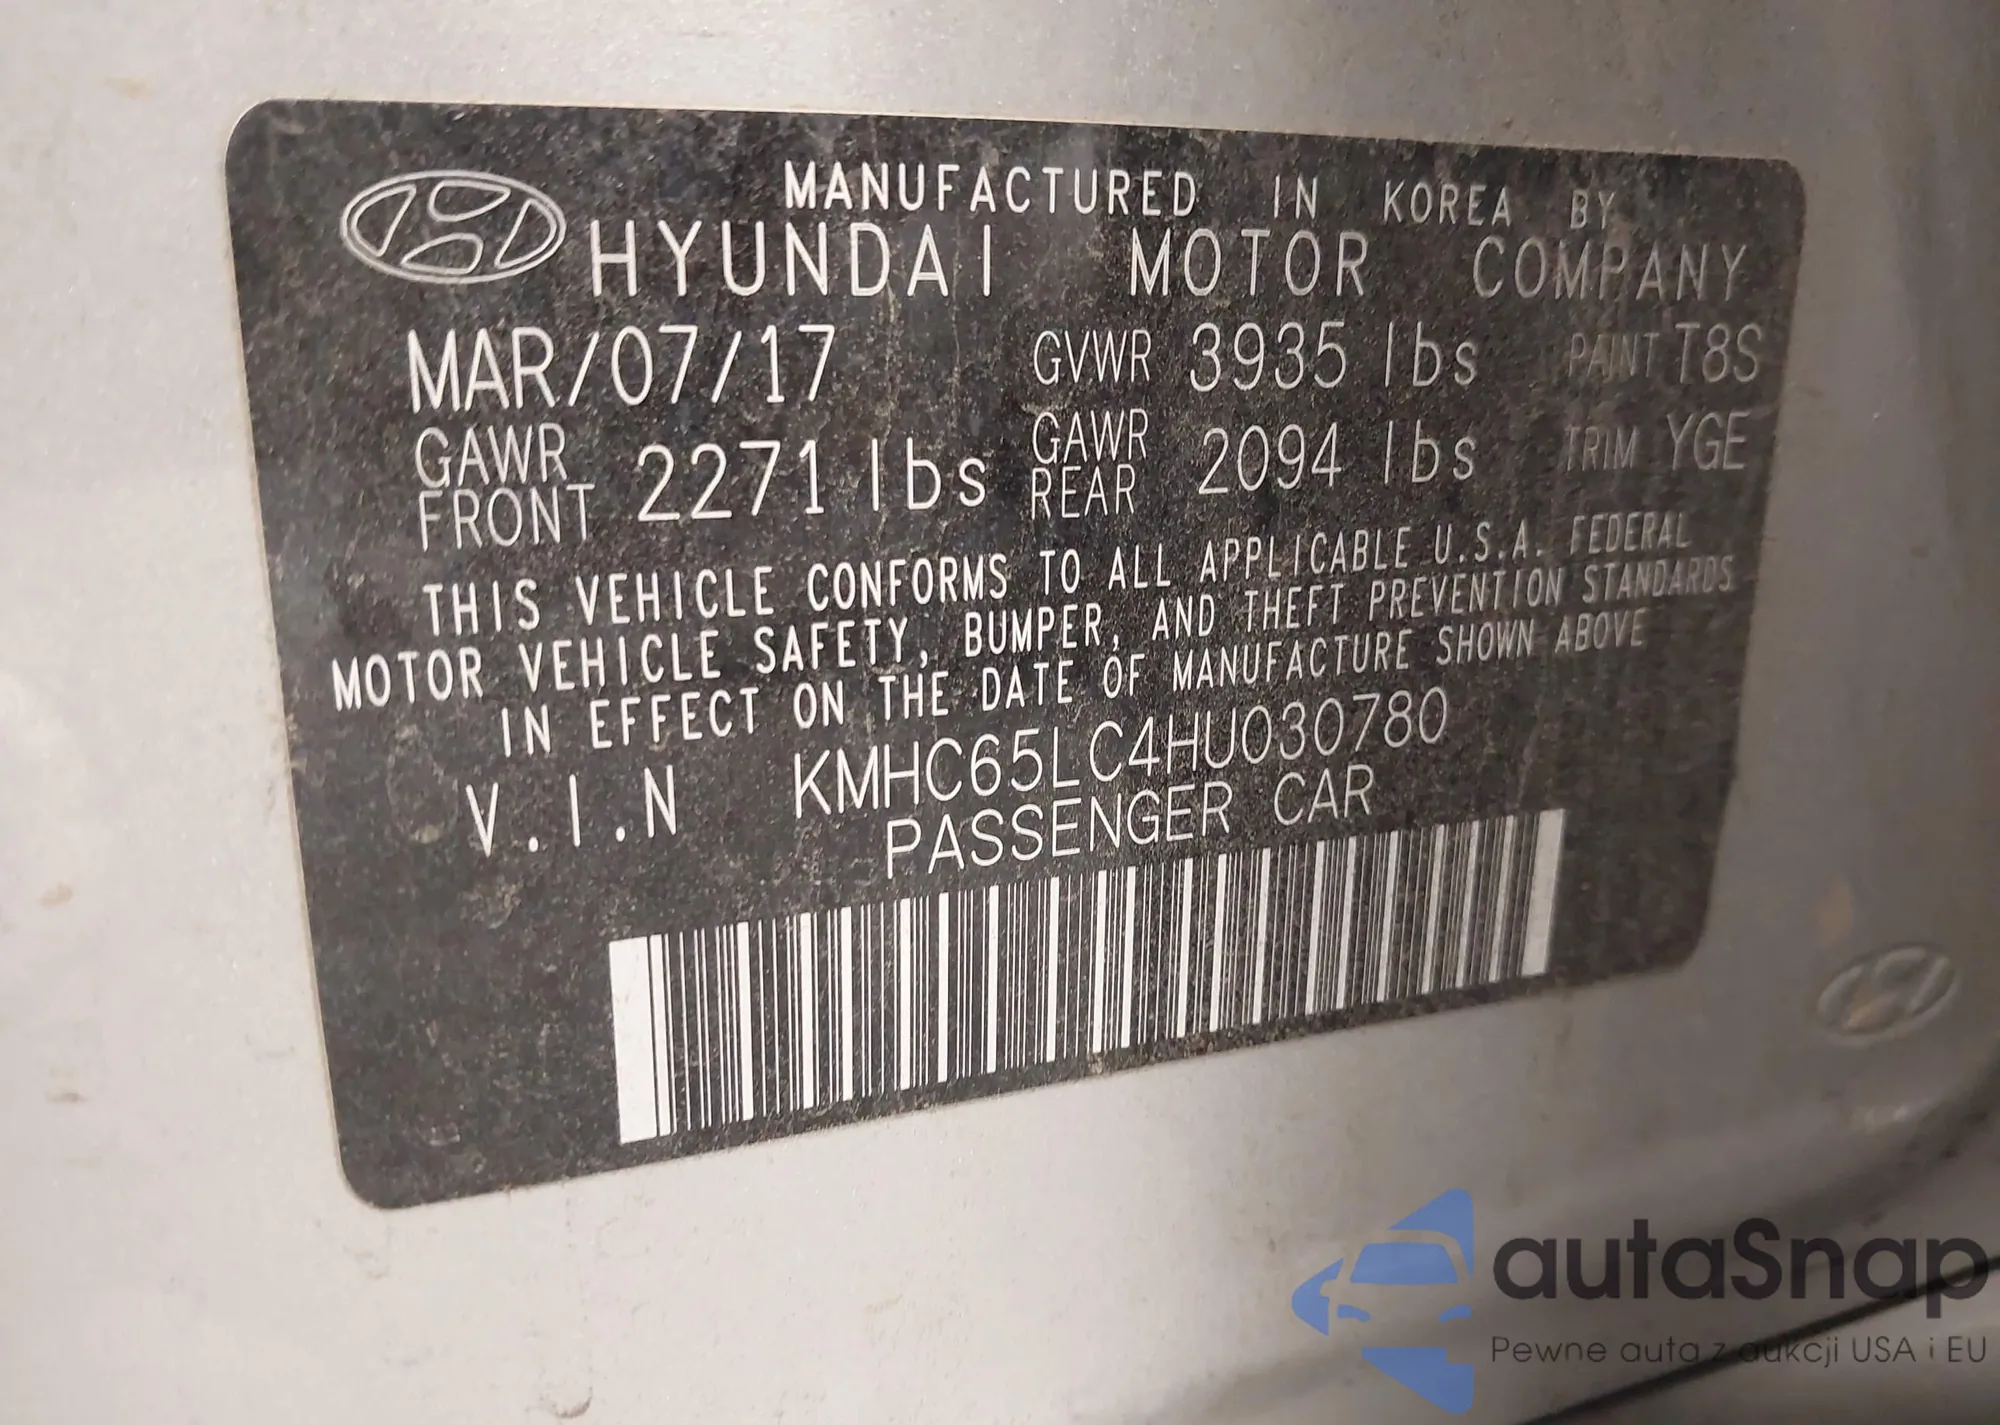 MANUFACTURED IN KOREA BY
HYUNDAI MOTOR COMPANY
MAR/07/17 GVWR 3935 lbs PAINT T8S
GAWR FRONT 2271 lbs GAWR REAR 2094 lbs TRIM YGE
THIS VEHICLE CONFORMS TO ALL APPLICABLE U.S.A. FEDERAL
MOTOR VEHICLE SAFETY, BUMPER, AND THEFT PREVENTION STANDARDS
IN EFFECT ON THE DATE OF MANUFACTURE SHOWN ABOVE
V.I.N KMHC65LC4HU030780
PASSENGER CAR
autaSnap
Pewne auta z aukcji USA i EU